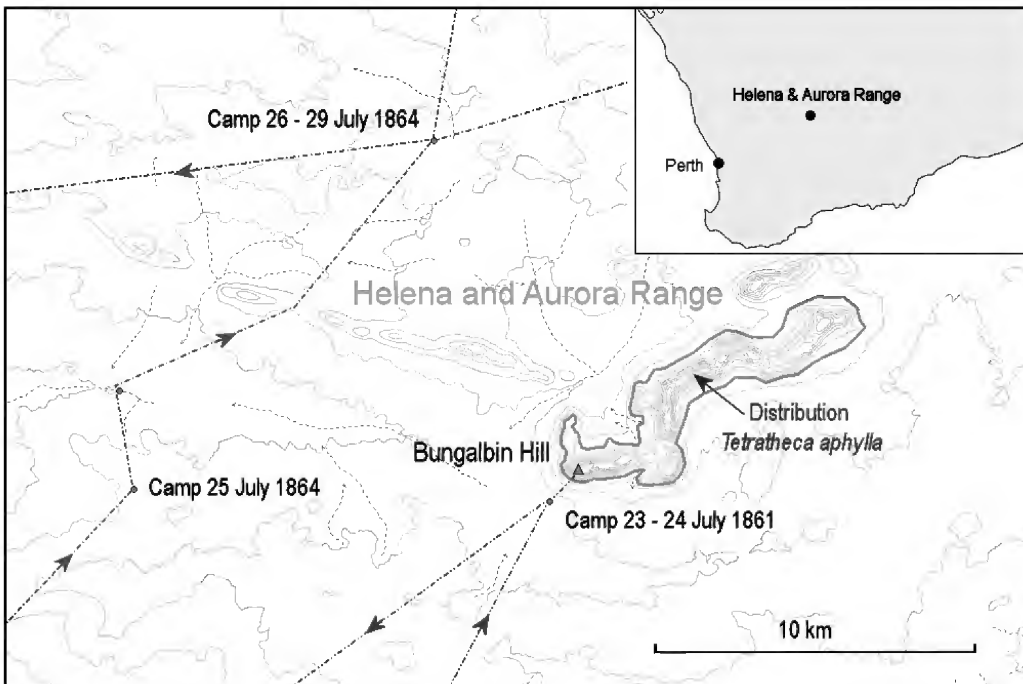 Camp 26 - 29 July 1864
Helena & Aurora Range
Perth
Helena and Aurora Range
Distribution
Tetratheca aphylla
Bungalbin Hill
Camp 25 July 1864
Camp 23 - 24 July 1861
10 km